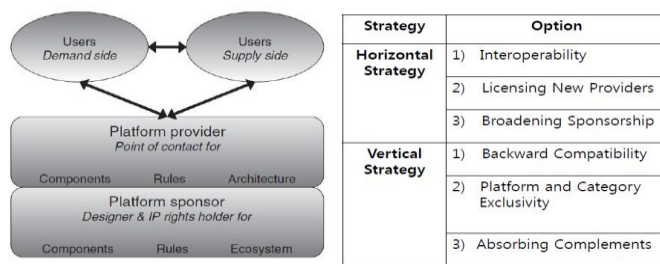 Users
Demand side
Users
Supply side
Platform provider
Point of contact for
Components Rules Architecture
Platform sponsor
Designer & IP rights holder for
Components Rules Ecosystem
Strategy Option
Horizontal
Strategy
1) Interoperability
2) Licensing New Providers
3) Broadening Sponsorship
Vertical
Strategy
1) Backward Compatibility
2) Platform and Category
Exclusivity
3) Absorbing Complements